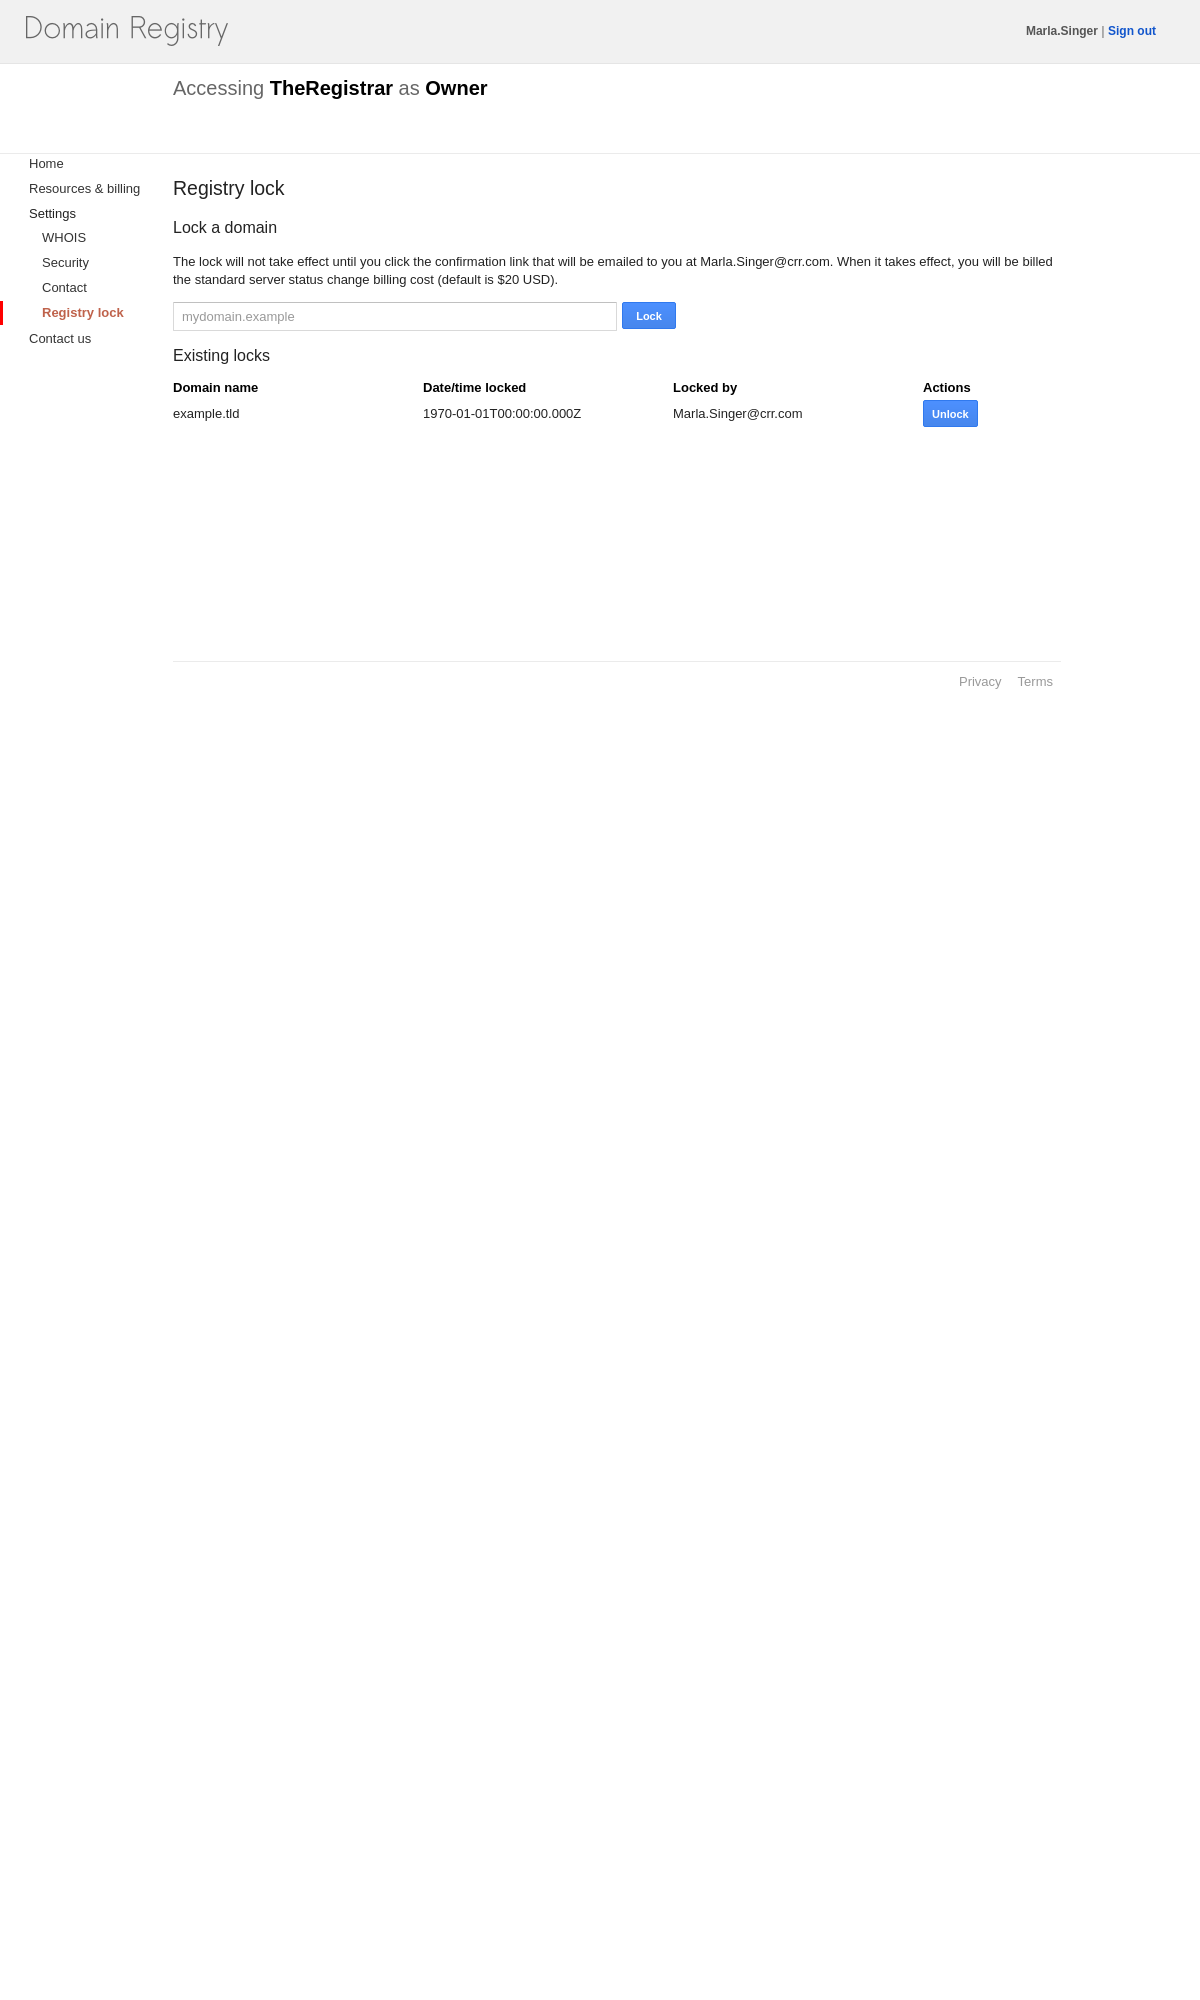 Domain Registry
Marla.Singer | Sign out
Accessing TheRegistrar as Owner
Home
Resources & billing
Settings
WHOIS
Security
Contact
Registry lock
Contact us
Registry lock
Lock a domain
The lock will not take effect until you click the confirmation link that will be emailed to you at Marla.Singer@crr.com. When it takes effect, you will be billed
the standard server status change billing cost (default is $20 USD).
mydomain.example Lock
Existing locks
Domain name Date/time locked Locked by Actions
example.tld 1970-01-01T00:00:00.000Z Marla.Singer@crr.com Unlock
Privacy Terms